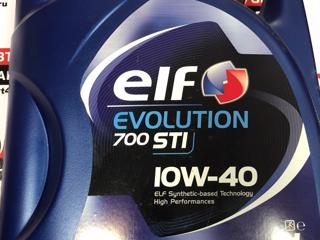 elf
EVOLUTION
700 STI
10W-40
ELF Synthetic-based Technology
High Performances